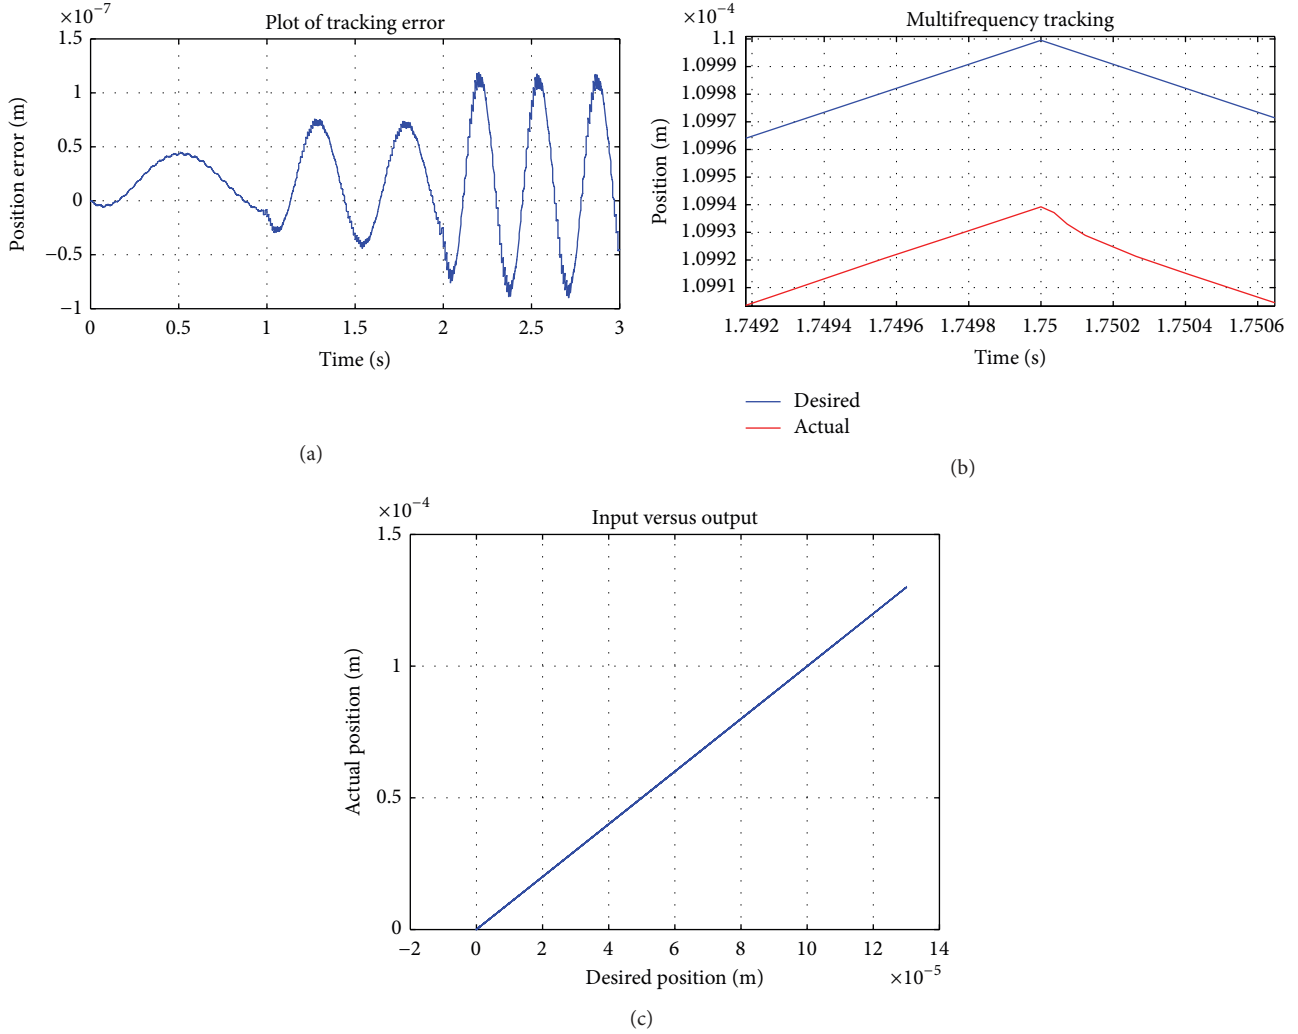 ×10−7
Plot of tracking error
1.5
1
0.5
0
−0.5
−1
Position error (m)
0 0.5 1 1.5 2 2.5 3
Time (s)
(a)
×10−4
Multifrequency tracking
1.1
1.0999
1.0998
1.0997
1.0996
1.0995
1.0994
1.0993
1.0992
1.0991
Position (m)
1.7492 1.7494 1.7496 1.7498 1.75 1.7502 1.7504 1.7506
Time (s)
Desired
Actual
(b)
×10−4
Input versus output
1.5
1
0.5
0
Actual position (m)
−2 0 2 4 6 8 10 12 14
Desired position (m)
×10−5
(c)